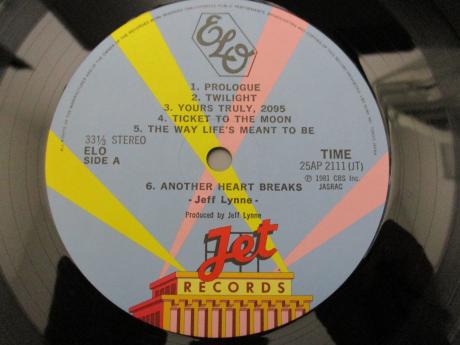 ELO
1. PROLOGUE
2. TWILIGHT
3. YOURS TRULY, 2095
4. TICKET TO THE MOON
5. THE WAY LIFE'S MEANT TO BE
33⅓ STEREO
ELO
SIDE A
TIME
25AP 2111 (JT)
℗ 1981 CBS Inc.
JASRAC
6. ANOTHER HEART BREAKS
- Jeff Lynne -
Produced by Jeff Lynne
Jet
RECORDS